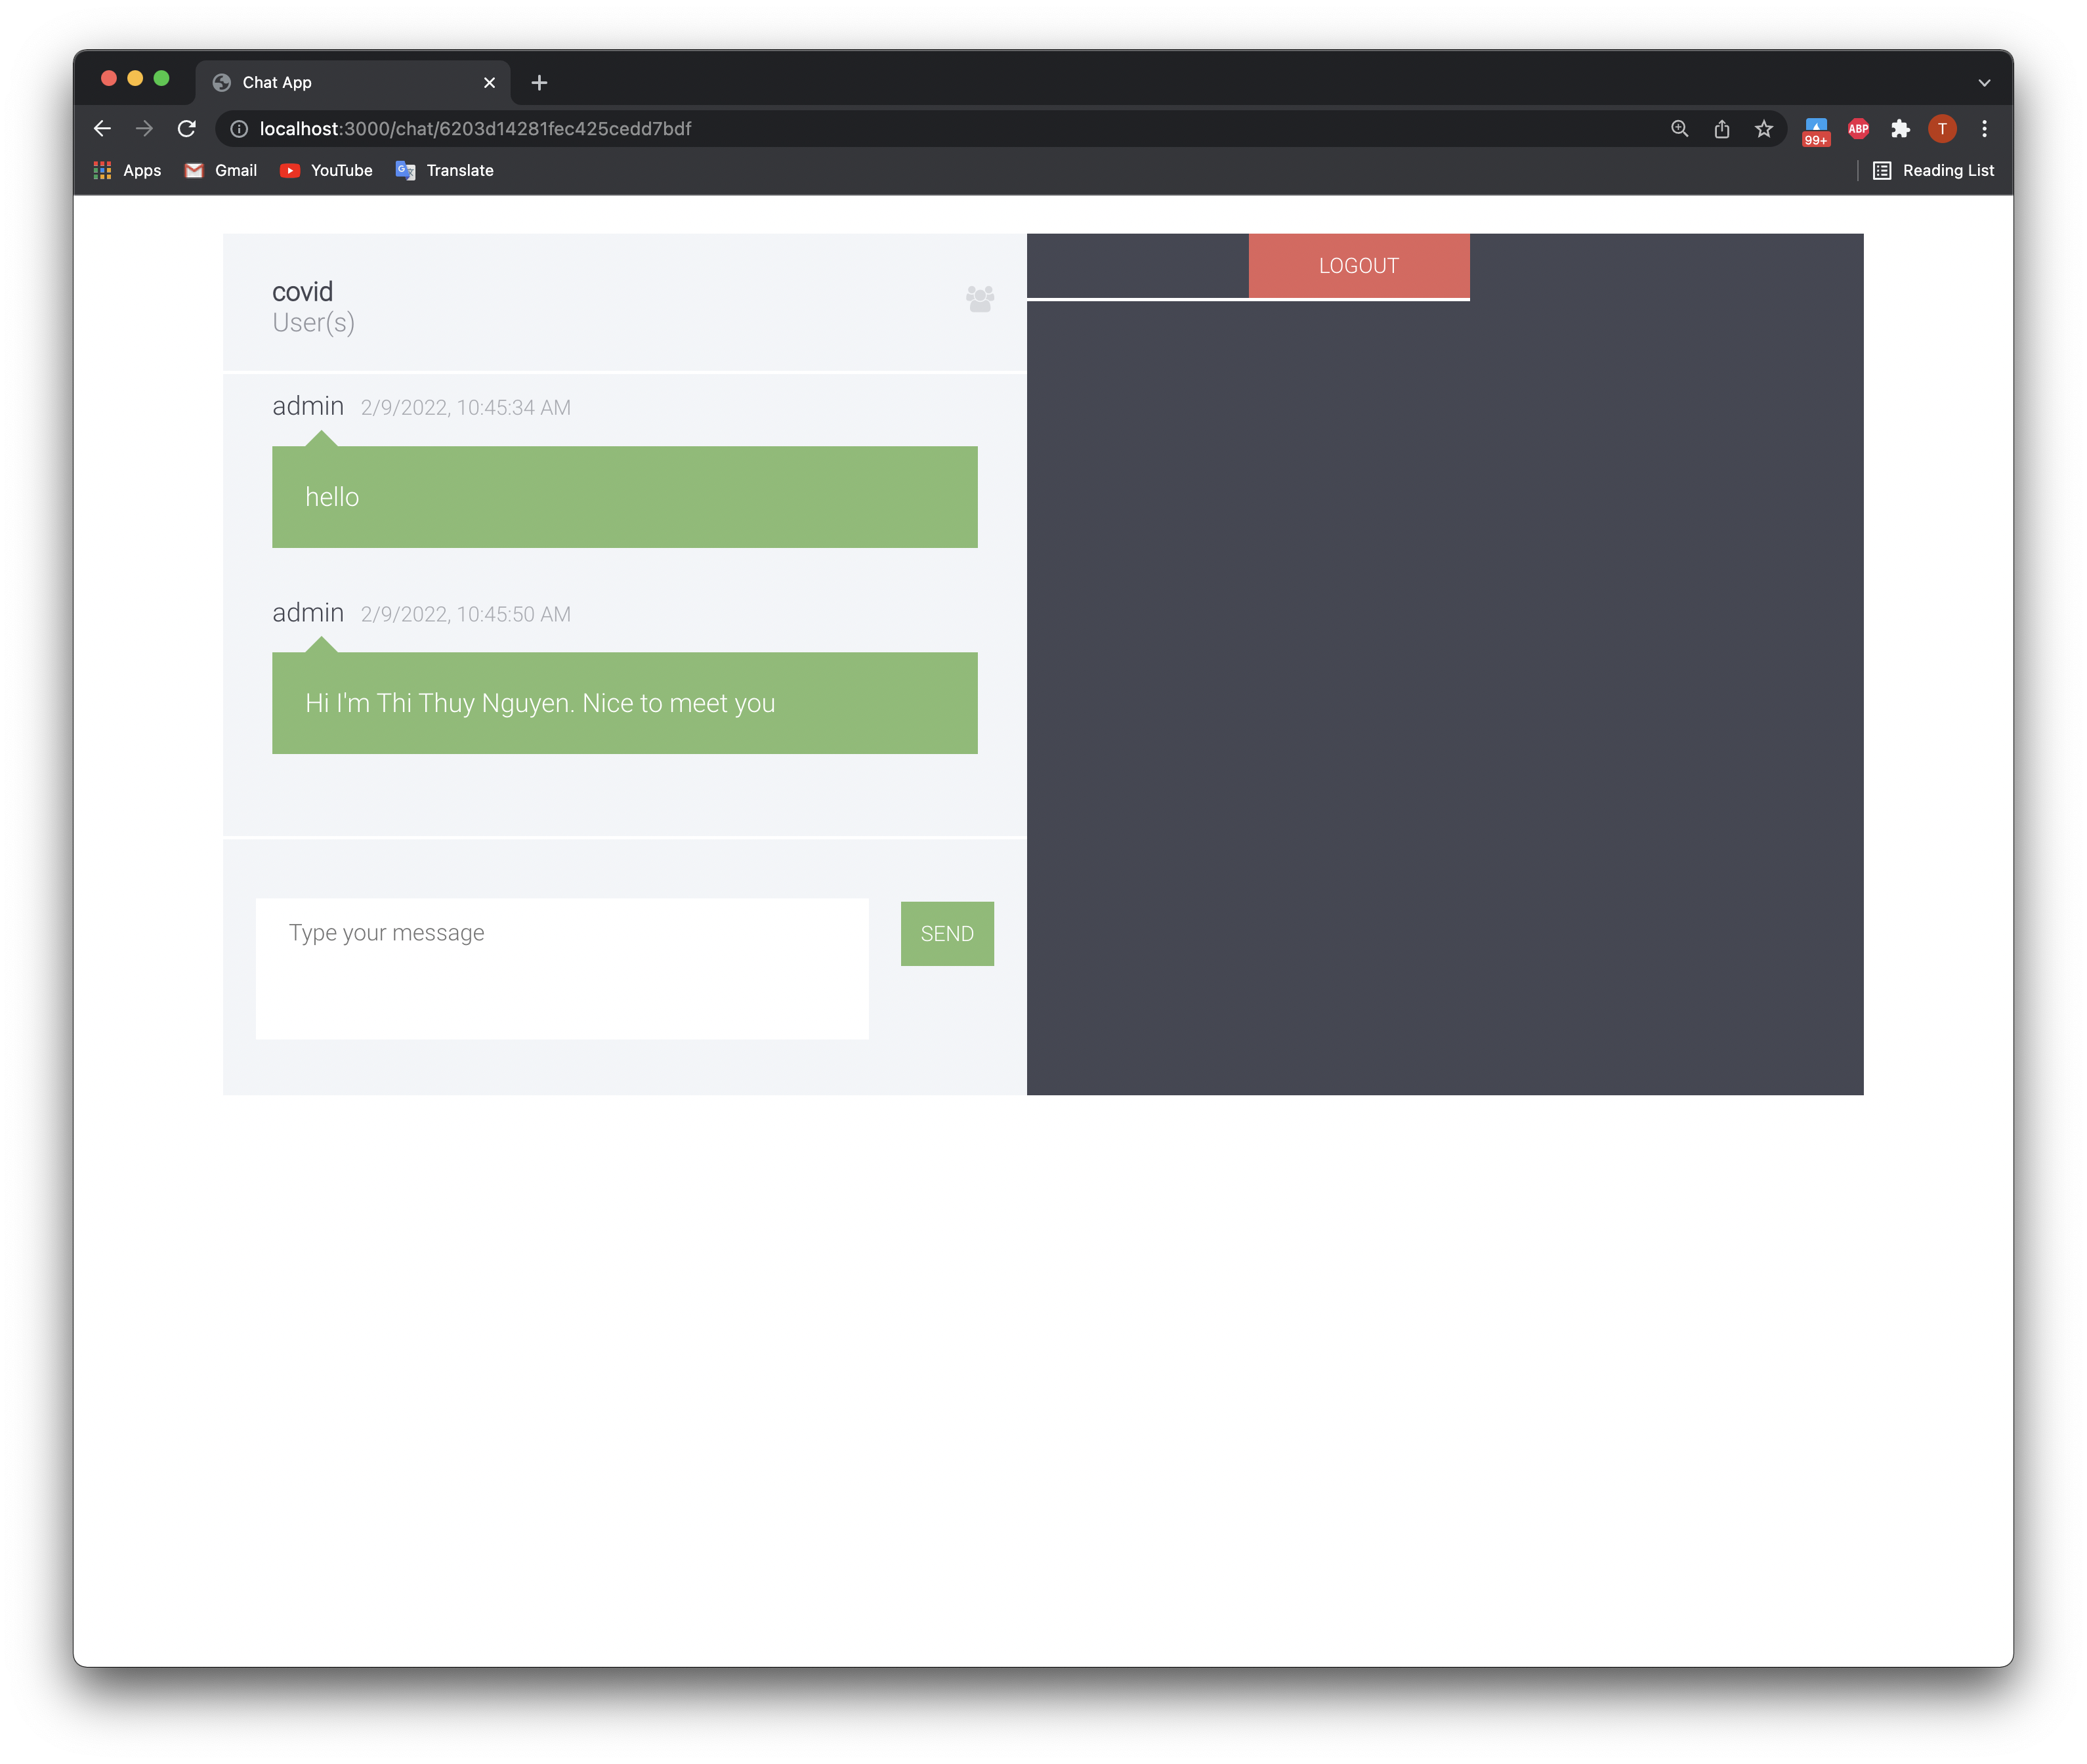 Chat App
localhost:3000/chat/6203d14281fec425cedd7bdf
99+
ABP
T
Apps
Gmail
YouTube
Translate
Reading List
covid
User(s)
LOGOUT
admin 2/9/2022, 10:45:34 AM
hello
admin 2/9/2022, 10:45:50 AM
Hi I'm Thi Thuy Nguyen. Nice to meet you
Type your message
SEND